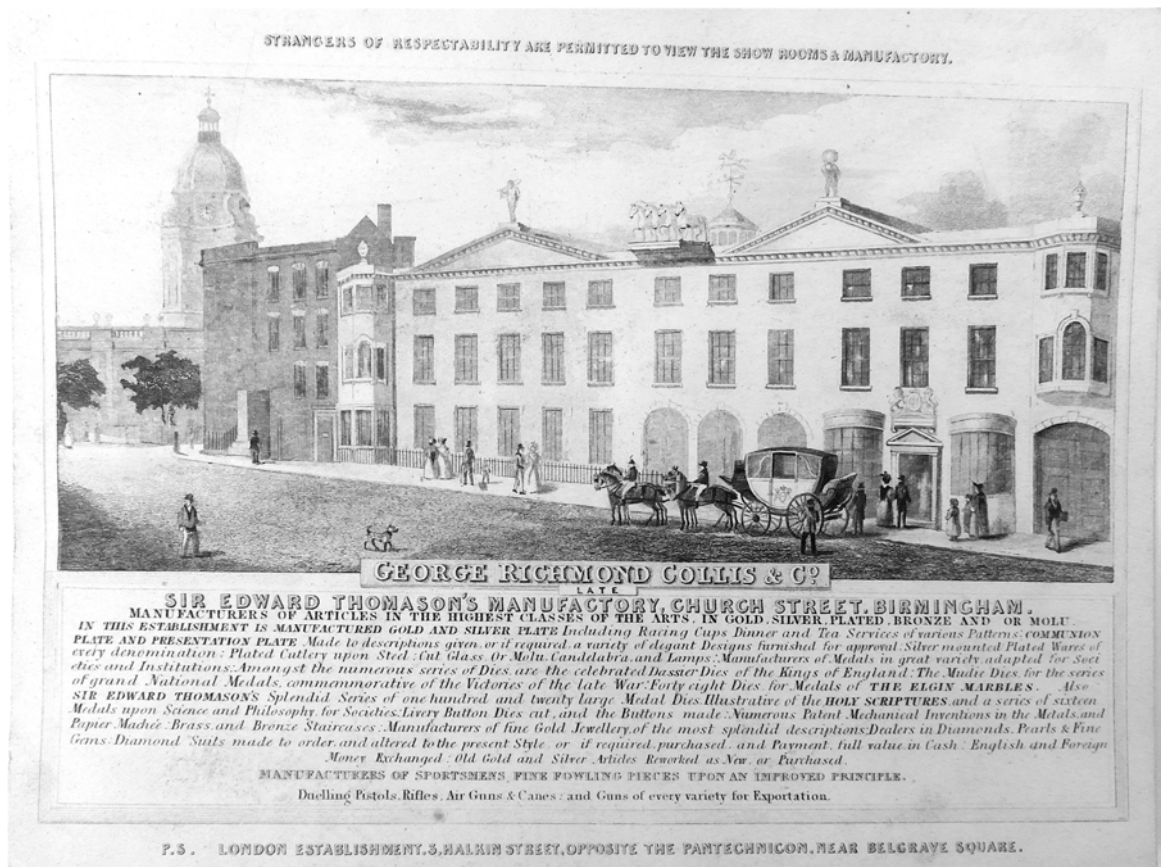 STRANGERS OF RESPECTABILITY ARE PERMITTED TO VIEW THE SHOW ROOMS & MANUFACTORY.
GEORGE RICHMOND COLLIS & Co.
LATE
SIR EDWARD THOMASON'S MANUFACTORY, CHURCH STREET, BIRMINGHAM.
MANUFACTURERS OF ARTICLES IN THE HIGHEST CLASSES OF THE ARTS, IN GOLD, SILVER, PLATED, BRONZE AND OR MOLU.
IN THIS ESTABLISHMENT IS MANUFACTURED GOLD AND SILVER PLATE Including Racing Cups Dinner and Tea Services of various Patterns: COMMUNION
PLATE AND PRESENTATION PLATE Made to descriptions given, or if required, a variety of elegant Designs furnished for approval: Silver mounted Plated Wares of
every denomination: Plated Cutlery upon Steel: Cut Glass, Or Molu, Candelabra, and Lamps: Manufacturers of Medals in great variety, adapted for Soci
eties and Institutions: Amongst the numerous series of Dies, are the celebrated Dassier Dies of the Kings of England: The Mudie Dies, for the series
of grand National Medals, commemorative of the Victories of the late War: Forty eight Dies, for Medals of THE ELGIN MARBLES. Also
SIR EDWARD THOMASON'S Splendid Series of one hundred and twenty large Medal Dies, Illustrative of the HOLY SCRIPTURES, and a series of sixteen
Medals upon Science and Philosophy, for Societies: Livery Button Dies cut, and the Buttons made: Numerous Patent Mechanical Inventions in the Metals, and
Papier Machée: Brass, and Bronze Staircases: Manufacturers of fine Gold Jewellery, of the most splendid descriptions: Dealers in Diamonds, Pearls & Fine
Gems: Diamond Suits made to order, and altered to the present Style, or if required, purchased, and Payment, full value, in Cash: English and Foreign
Money Exchanged: Old Gold and Silver Articles Reworked as New, or Purchased.
MANUFACTURERS OF SPORTSMENS, FINE FOWLING PIECES UPON AN IMPROVED PRINCIPLE.
Duelling Pistols, Rifles, Air Guns & Canes: and Guns of every variety for Exportation.
P.S. LONDON ESTABLISHMENT, 3, HALKIN STREET, OPPOSITE THE PANTECHNICON, NEAR BELGRAVE SQUARE.